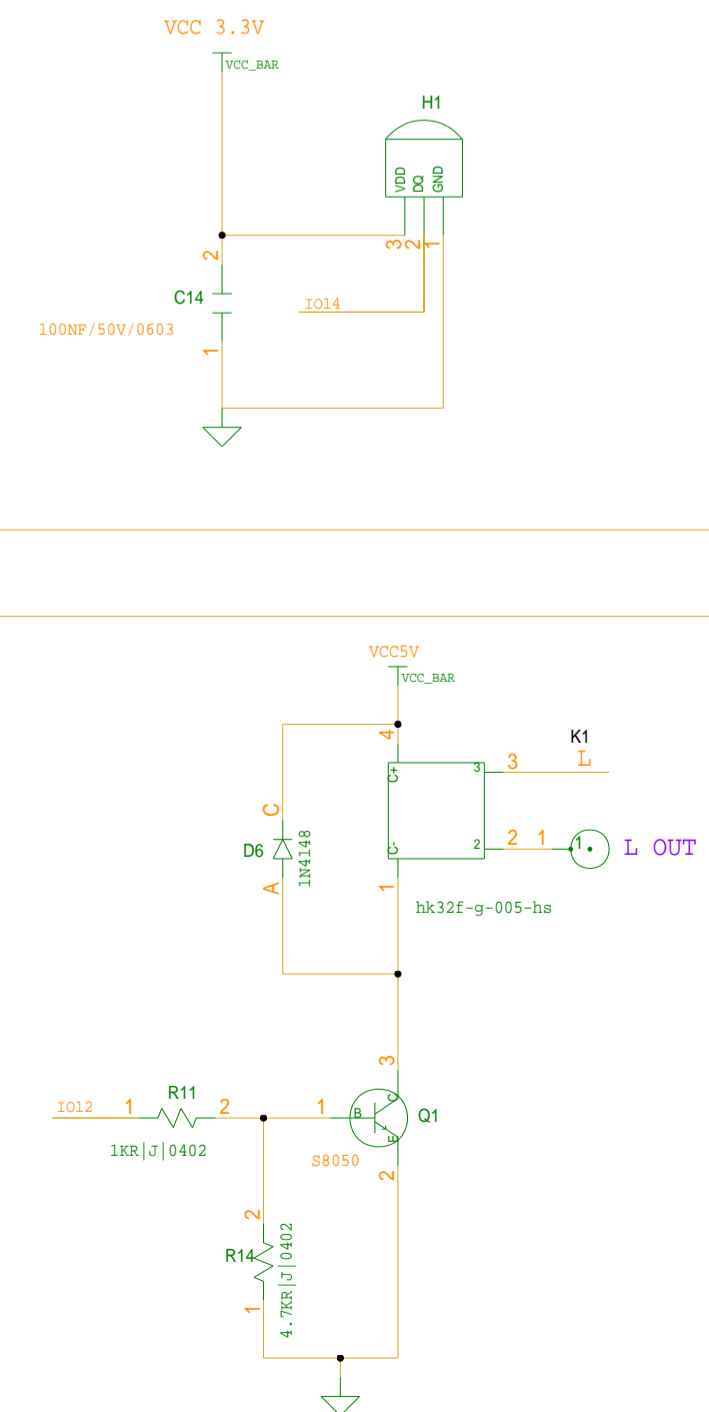 VCC 3.3V
VCC_BAR
H1
VDD
DQ
GND
3
2
1
2
C14
IO14
100NF/50V/0603
1
VCC5V
VCC_BAR
4
K1
C+
3
3
L
C
D6
1N4148
C-
2
2
1
1
L OUT
A
1
hk32f-g-005-hs
3
R11
C
IO12
1
2
1
B
Q1
1KR|J|0402
S8050
E
2
2
R14
4.7KR|J|0402
1